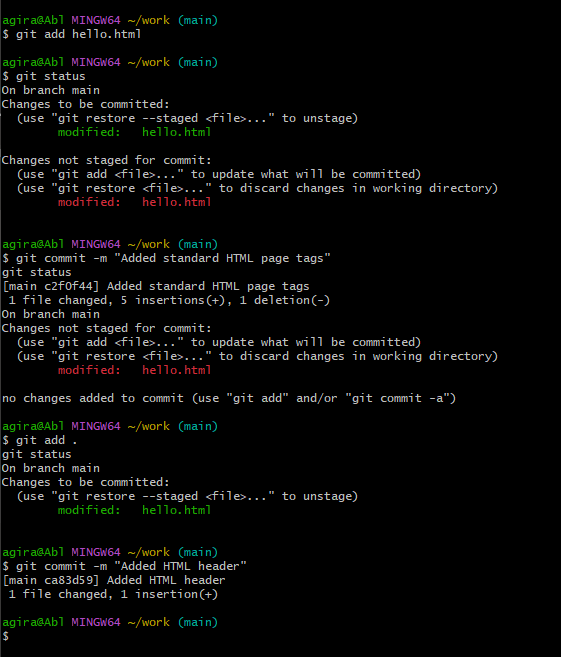 agira@Abl MINGW64 ~/work (main)
$ git add hello.html
agira@Abl MINGW64 ~/work (main)
$ git status
On branch main
Changes to be committed:
  (use "git restore --staged <file>..." to unstage)
        modified:   hello.html
Changes not staged for commit:
  (use "git add <file>..." to update what will be committed)
  (use "git restore <file>..." to discard changes in working directory)
        modified:   hello.html
agira@Abl MINGW64 ~/work (main)
$ git commit -m "Added standard HTML page tags"
git status
[main c2f0f44] Added standard HTML page tags
 1 file changed, 5 insertions(+), 1 deletion(-)
On branch main
Changes not staged for commit:
  (use "git add <file>..." to update what will be committed)
  (use "git restore <file>..." to discard changes in working directory)
        modified:   hello.html
no changes added to commit (use "git add" and/or "git commit -a")
agira@Abl MINGW64 ~/work (main)
$ git add .
git status
On branch main
Changes to be committed:
  (use "git restore --staged <file>..." to unstage)
        modified:   hello.html
agira@Abl MINGW64 ~/work (main)
$ git commit -m "Added HTML header"
[main ca83d59] Added HTML header
 1 file changed, 1 insertion(+)
agira@Abl MINGW64 ~/work (main)
$